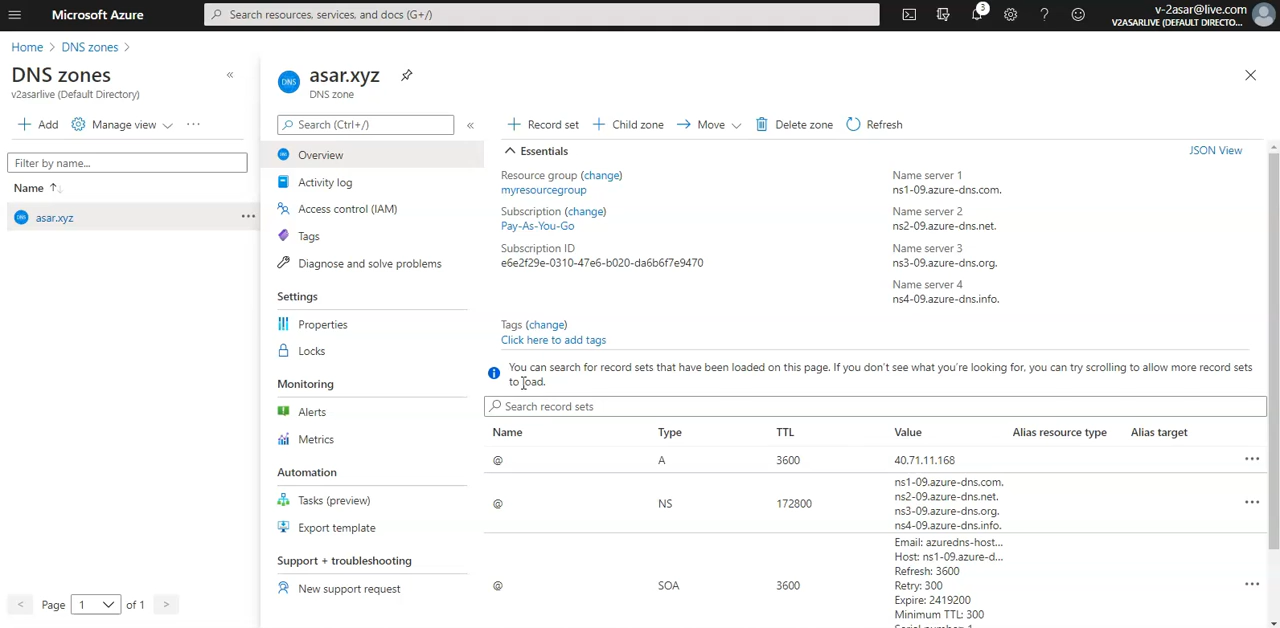 Microsoft Azure
Search resources, services, and docs (G+/)
3
v-2asar@live.com
V2ASARLIVE (DEFAULT DIRECTO...
Home > DNS zones >
DNS zones
v2asarlive (Default Directory)
Add Manage view ...
Filter by name...
Name
asar.xyz ...
Page 1 of 1
asar.xyz
DNS zone
Search (Ctrl+/)
Overview
Activity log
Access control (IAM)
Tags
Diagnose and solve problems
Settings
Properties
Locks
Monitoring
Alerts
Metrics
Automation
Tasks (preview)
Export template
Support + troubleshooting
New support request
Record set Child zone Move Delete zone Refresh
Essentials
JSON View
Resource group (change)
myresourcegroup
Subscription (change)
Pay-As-You-Go
Subscription ID
e6e2f29e-0310-47e6-b020-da6b6f7e9470
Name server 1
ns1-09.azure-dns.com.
Name server 2
ns2-09.azure-dns.net.
Name server 3
ns3-09.azure-dns.org.
Name server 4
ns4-09.azure-dns.info.
Tags (change)
Click here to add tags
You can search for record sets that have been loaded on this page. If you don't see what you're looking for, you can try scrolling to allow more record sets
to load.
Search record sets
Name Type TTL Value Alias resource type Alias target
@ A 3600 40.71.11.168 ...
@ NS 172800 ns1-09.azure-dns.com.
ns2-09.azure-dns.net.
ns3-09.azure-dns.org.
ns4-09.azure-dns.info.
...
@ SOA 3600 Email: azuredns-host...
Host: ns1-09.azure-d...
Refresh: 3600
Retry: 300
Expire: 2419200
Minimum TTL: 300
Serial number: 1
...